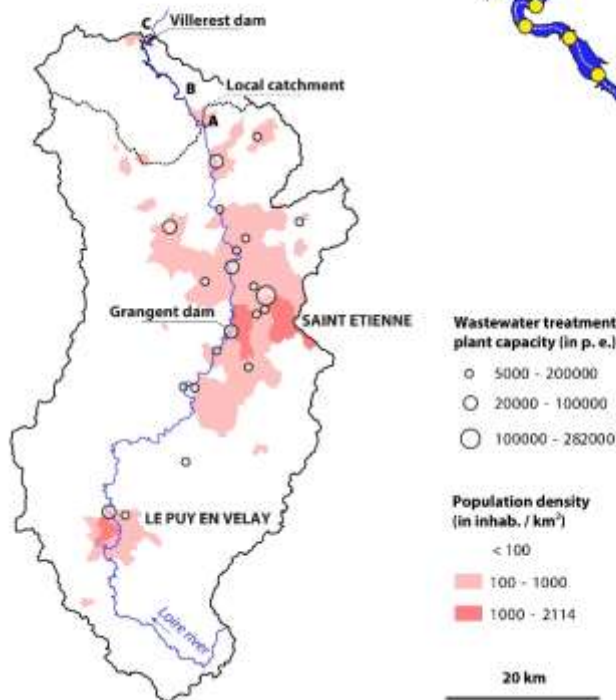 C
Villerest dam
B
Local catchment
A
Grangent dam
SAINT ETIENNE
LE PUY EN VELAY
Loire river
Wastewater treatment
plant capacity (in p. e.)
5000 - 200000
20000 - 100000
100000 - 282000
Population density
(in inhab. / km²)
< 100
100 - 1000
1000 - 2114
20 km